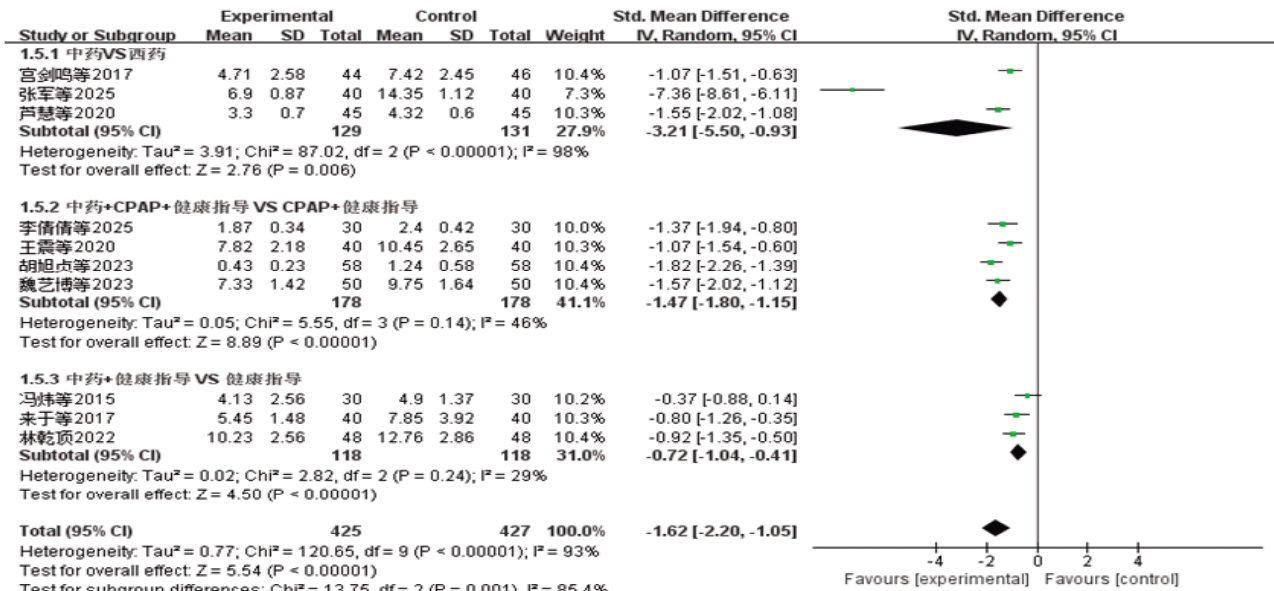 Experimental Control Std. Mean Difference Std. Mean Difference
Study or Subgroup Mean SD Total Mean SD Total Weight IV, Random, 95% CI IV, Random, 95% CI
1.5.1 中药VS西药
宫剑鸣等2017 4.71 2.58 44 7.42 2.45 46 10.4% -1.07 [-1.51, -0.63]
张军等2025 6.9 0.87 40 14.35 1.12 40 7.3% -7.36 [-8.61, -6.11]
芦慧等2020 3.3 0.7 45 4.32 0.6 45 10.3% -1.55 [-2.02, -1.08]
Subtotal (95% CI) 129 131 27.9% -3.21 [-5.50, -0.93]
Heterogeneity: Tau² = 3.91; Chi² = 87.02, df = 2 (P < 0.00001); I² = 98%
Test for overall effect: Z = 2.76 (P = 0.006)
1.5.2 中药+CPAP+健康指导 VS CPAP+健康指导
李倩倩等2025 1.87 0.34 30 2.4 0.42 30 10.0% -1.37 [-1.94, -0.80]
王震等2020 7.82 2.18 40 10.45 2.65 40 10.3% -1.07 [-1.54, -0.60]
胡旭贞等2023 0.43 0.23 58 1.24 0.58 58 10.4% -1.82 [-2.26, -1.39]
魏艺博等2023 7.33 1.42 50 9.75 1.64 50 10.3% -1.57 [-2.02, -1.12]
Subtotal (95% CI) 178 178 41.1% -1.47 [-1.80, -1.15]
Heterogeneity: Tau² = 0.05; Chi² = 5.55, df = 3 (P = 0.14); I² = 46%
Test for overall effect: Z = 8.89 (P < 0.00001)
1.5.3 中药+健康指导 VS 健康指导
冯炜等2015 4.13 2.56 30 4.9 1.37 30 10.2% -0.37 [-0.88, 0.14]
来于等2017 5.45 1.48 40 7.85 3.92 40 10.3% -0.80 [-1.26, -0.35]
林乾顶2022 10.23 2.56 48 12.76 2.86 48 10.4% -0.92 [-1.35, -0.50]
Subtotal (95% CI) 118 118 31.0% -0.72 [-1.04, -0.41]
Heterogeneity: Tau² = 0.02; Chi² = 2.82, df = 2 (P = 0.24); I² = 29%
Test for overall effect: Z = 4.50 (P < 0.00001)
Total (95% CI) 425 427 100.0% -1.62 [-2.20, -1.05]
Heterogeneity: Tau² = 0.77; Chi² = 120.65, df = 9 (P < 0.00001); I² = 93%
Test for overall effect: Z = 5.54 (P < 0.00001)
Test for subgroup differences: Chi² = 13.75, df = 2 (P = 0.001), I² = 85.4%
-4 -2 0 2 4
Favours [experimental] Favours [control]